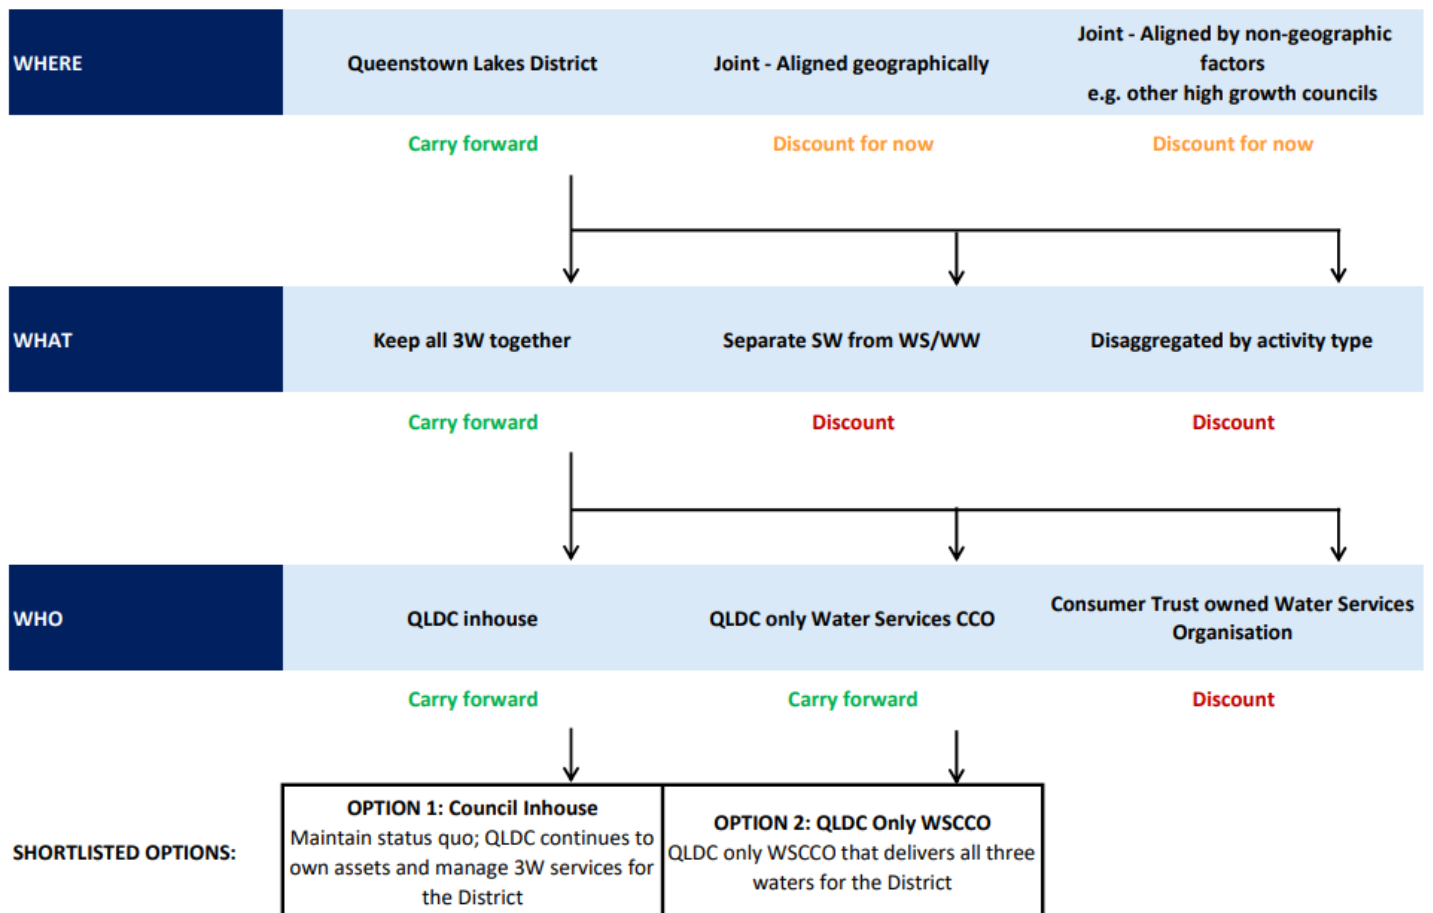 WHERE
Queenstown Lakes District
Joint - Aligned geographically
Joint - Aligned by non-geographic
factors
e.g. other high growth councils
Carry forward
Discount for now
Discount for now
WHAT
Keep all 3W together
Separate SW from WS/WW
Disaggregated by activity type
Carry forward
Discount
Discount
WHO
QLDC inhouse
QLDC only Water Services CCO
Consumer Trust owned Water Services
Organisation
Carry forward
Carry forward
Discount
SHORTLISTED OPTIONS:
OPTION 1: Council Inhouse
Maintain status quo; QLDC continues to
own assets and manage 3W services for
the District
OPTION 2: QLDC Only WSCCO
QLDC only WSCCO that delivers all three
waters for the District